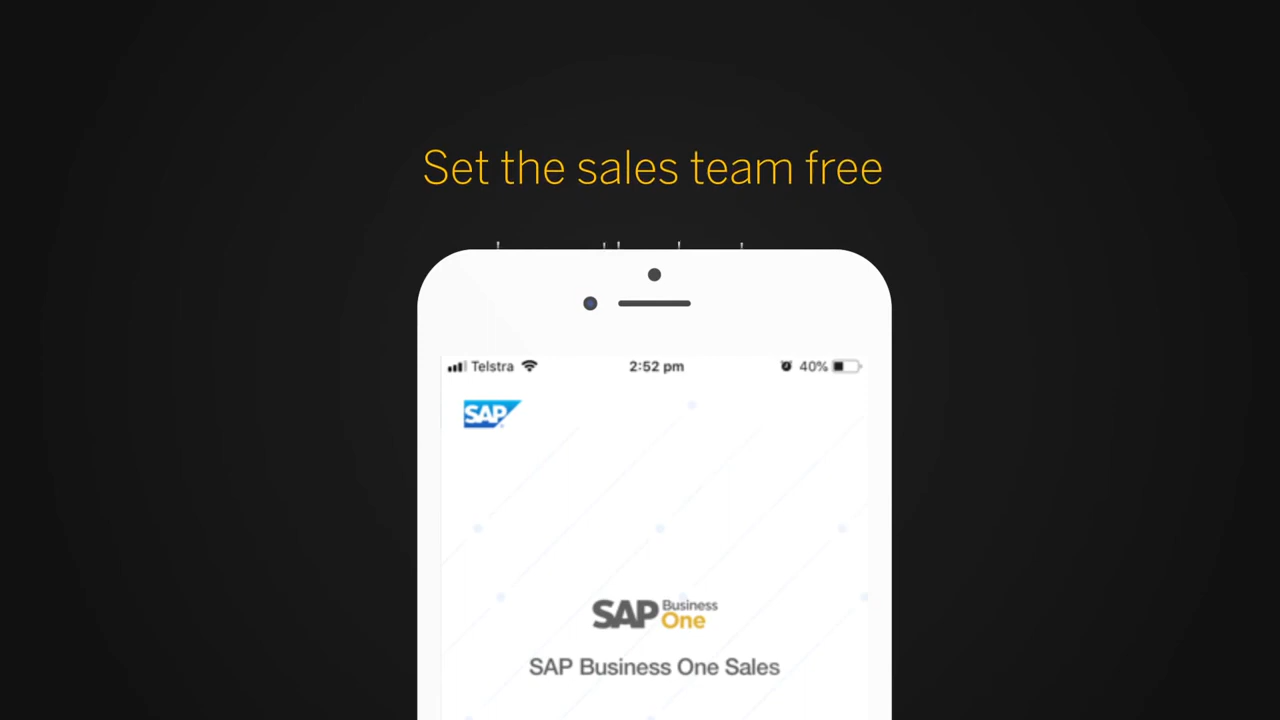 Set the sales team free
Telstra 2:52 pm 40%
SAP
SAP Business One
SAP Business One Sales